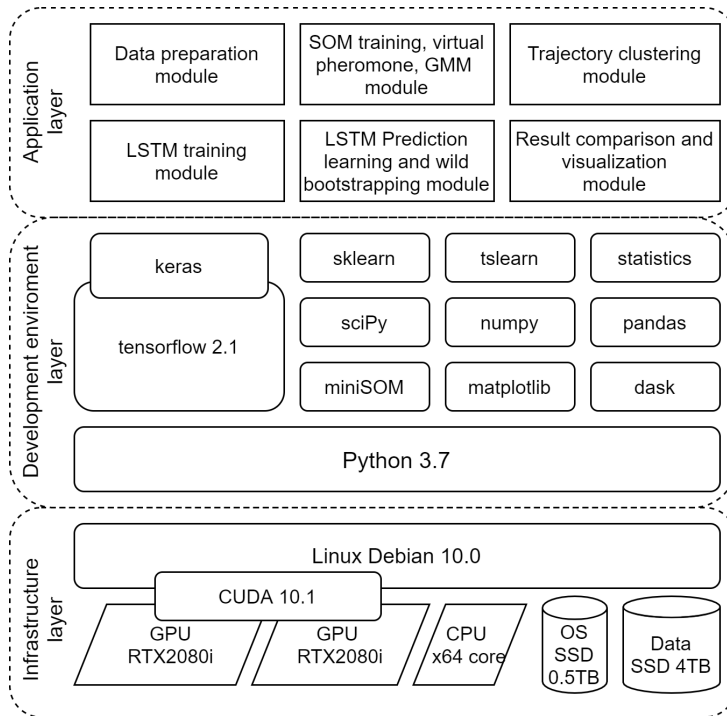 Application
layer
Data preparation
module
SOM training, virtual
pheromone, GMM
module
Trajectory clustering
module
LSTM training
module
LSTM Prediction
learning and wild
bootstrapping module
Result comparison and
visualization
module
Development enviroment
layer
keras
tensorflow 2.1
sklearn
tslearn
statistics
sciPy
numpy
pandas
miniSOM
matplotlib
dask
Python 3.7
Infrastructure
layer
Linux Debian 10.0
CUDA 10.1
GPU
RTX2080i
GPU
RTX2080i
CPU
x64 core
OS
SSD
0.5TB
Data
SSD 4TB